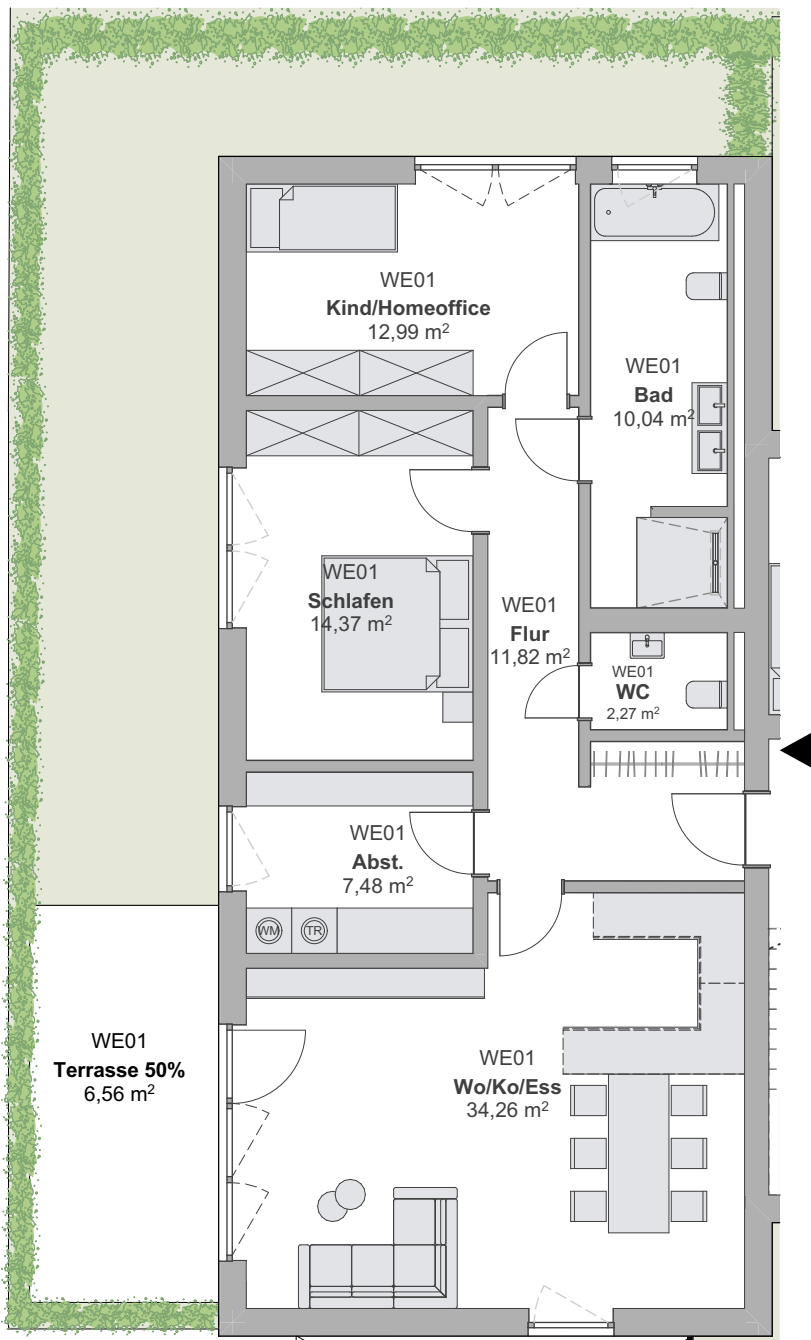 WE01
Kind/Homeoffice
12,99 m²
WE01
Bad
10,04 m²
WE01
Schlafen
14,37 m²
WE01
Flur
11,82 m²
WE01
WC
2,27 m²
WE01
Abst.
7,48 m²
WM
TR
WE01
Terrasse 50%
6,56 m²
WE01
Wo/Ko/Ess
34,26 m²